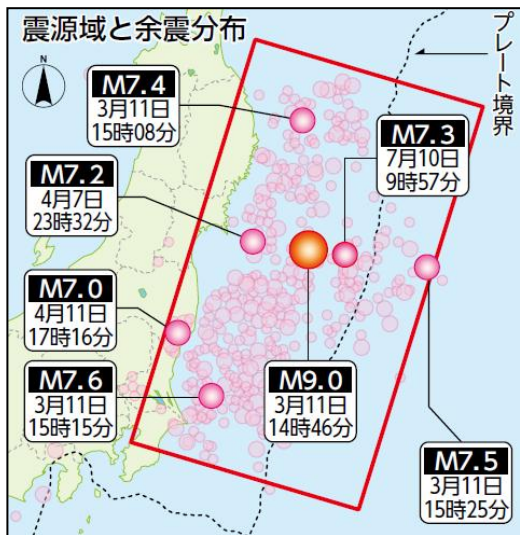 震源域と余震分布
N
プレート境界
M7.4
3月11日
15時08分
M7.3
7月10日
9時57分
M7.2
4月7日
23時32分
M7.0
4月11日
17時16分
M7.6
3月11日
15時15分
M9.0
3月11日
14時46分
M7.5
3月11日
15時25分